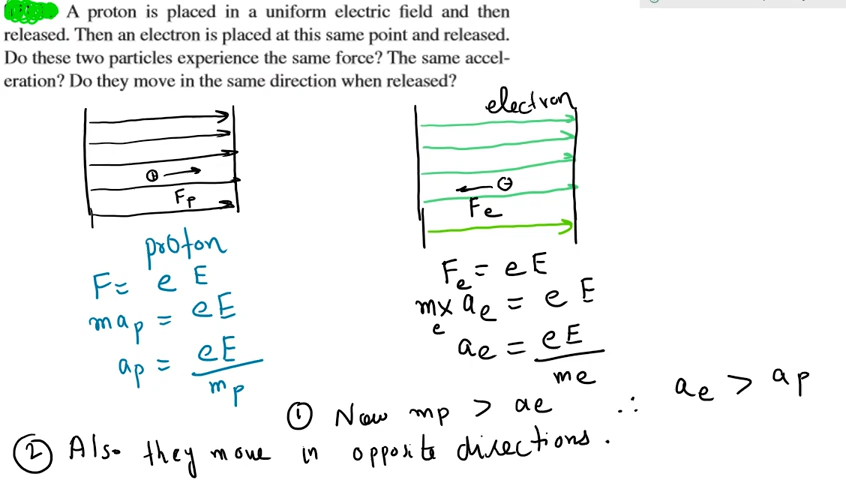 A proton is placed in a uniform electric field and then
released. Then an electron is placed at this same point and released.
Do these two particles experience the same force? The same accel-
eration? Do they move in the same direction when released?
electron
⊕
Fp
⊖
Fe
proton
F = e E
map = eE
ap = eE / mp
Fe = e E
me × ae = e E
ae = eE / me
① Now mp > ae ∴ ae > ap
② Also they move in opposite directions.